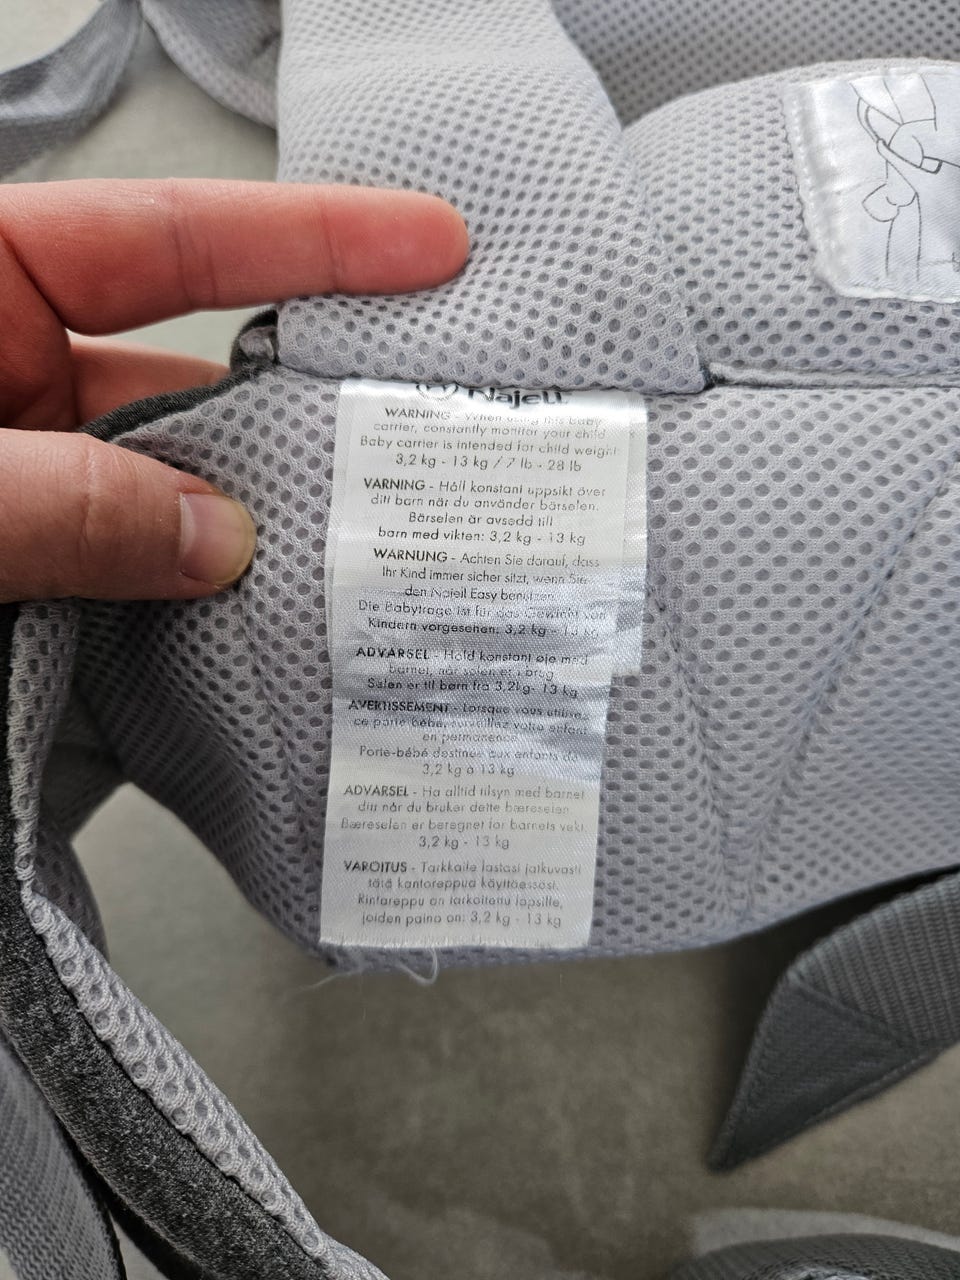 Najell
WARNING - When using this baby
carrier, constantly monitor your child.
Baby carrier is intended for child weight
3,2 kg - 13 kg / 7 lb - 28 lb
VARNING - Håll konstant uppsikt över
ditt barn när du använder bärselen.
Bärselen är avsedd till
barn med vikten: 3,2 kg - 13 kg
WARNUNG - Achten Sie darauf, dass
Ihr Kind immer sicher sitzt, wenn Sie
den Najell Easy benutzen.
Die Babytrage ist für das Gewicht von
Kindern vorgesehen: 3,2 kg - 13 kg
ADVARSEL - Hold konstant øje med
barnet, når selen er i brug
Selen er til børn fra 3,2kg- 13 kg
AVERTISSEMENT - Lorsque vous utilisez
ce porte bébé, surveillez votre enfant
en permanence.
Porte-bébé destiné aux enfants de
3,2 kg à 13 kg
ADVARSEL - Ha alltid tilsyn med barnet
ditt når du bruker dette bæreselen
Bæreselen er beregnet for barnets vekt
3,2 kg - 13 kg
VAROITUS - Tarkkaile lastasi jatkuvasti
tätä kantoreppua käyttäessäsi.
Rintareppu on tarkoitettu lapsille,
joiden paino on: 3,2 kg - 13 kg